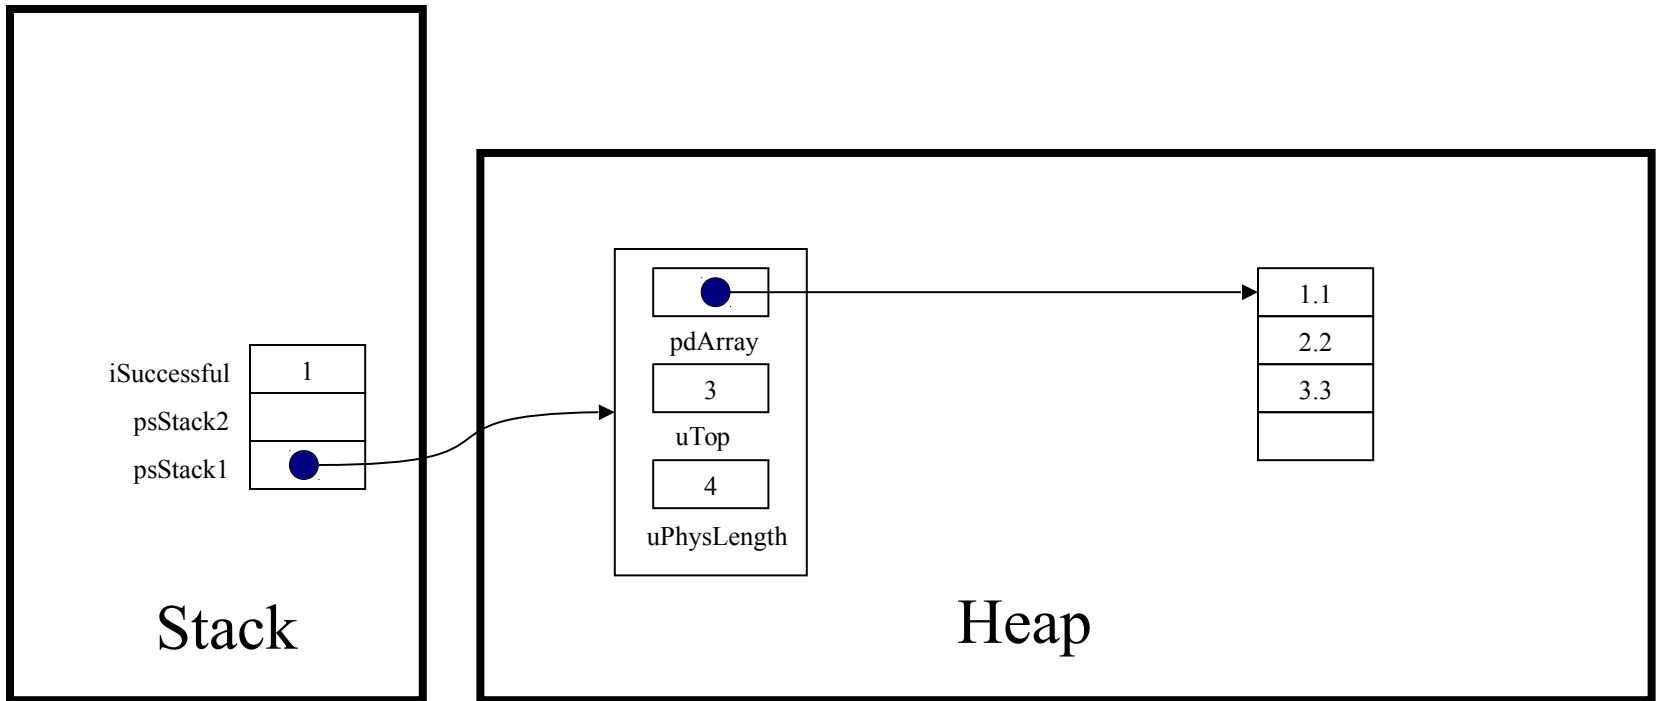 iSuccessful
1
psStack2
psStack1
Stack
pdArray
3
uTop
4
uPhysLength
1.1
2.2
3.3
Heap